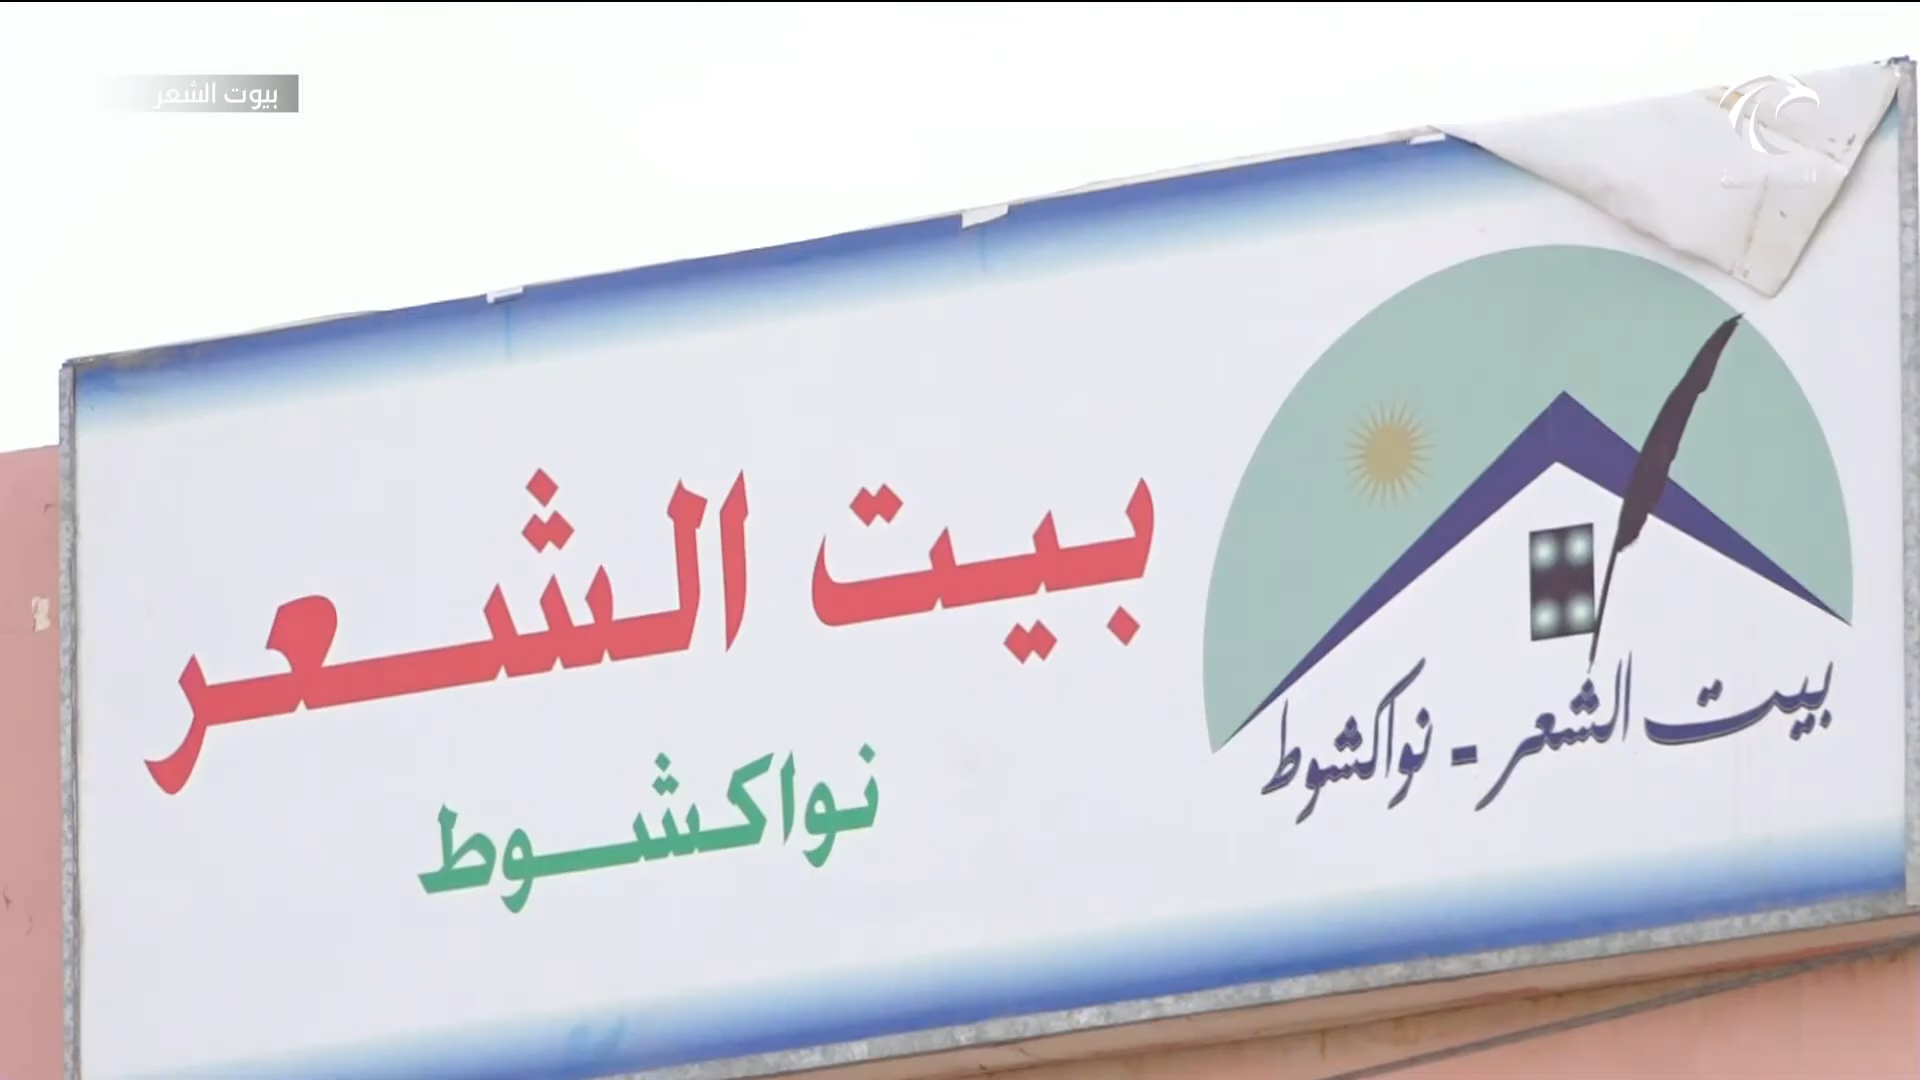 بيوت الشعر
بيت الشعر
نواكشوط
بيت الشعر - نواكشوط